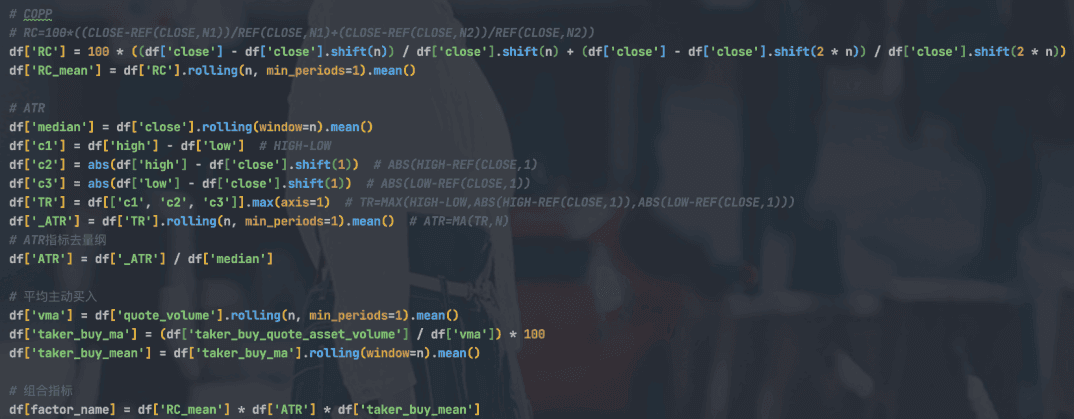 # COPP
# RC=100*((CLOSE-REF(CLOSE,N1))/REF(CLOSE,N1)+(CLOSE-REF(CLOSE,N2))/REF(CLOSE,N2))
df['RC'] = 100 * ((df['close'] - df['close'].shift(n)) / df['close'].shift(n) + (df['close'] - df['close'].shift(2 * n)) / df['close'].shift(2 * n))
df['RC_mean'] = df['RC'].rolling(n, min_periods=1).mean()
# ATR
df['median'] = df['close'].rolling(window=n).mean()
df['c1'] = df['high'] - df['low']  # HIGH-LOW
df['c2'] = abs(df['high'] - df['close'].shift(1))  # ABS(HIGH-REF(CLOSE,1)
df['c3'] = abs(df['low'] - df['close'].shift(1))  # ABS(LOW-REF(CLOSE,1))
df['TR'] = df[['c1', 'c2', 'c3']].max(axis=1)  # TR=MAX(HIGH-LOW,ABS(HIGH-REF(CLOSE,1)),ABS(LOW-REF(CLOSE,1)))
df['_ATR'] = df['TR'].rolling(n, min_periods=1).mean()  # ATR=MA(TR,N)
# ATR指标去量纲
df['ATR'] = df['_ATR'] / df['median']
# 平均主动买入
df['vma'] = df['quote_volume'].rolling(n, min_periods=1).mean()
df['taker_buy_ma'] = (df['taker_buy_quote_asset_volume'] / df['vma']) * 100
df['taker_buy_mean'] = df['taker_buy_ma'].rolling(window=n).mean()
# 组合指标
df[factor_name] = df['RC_mean'] * df['ATR'] * df['taker_buy_mean']